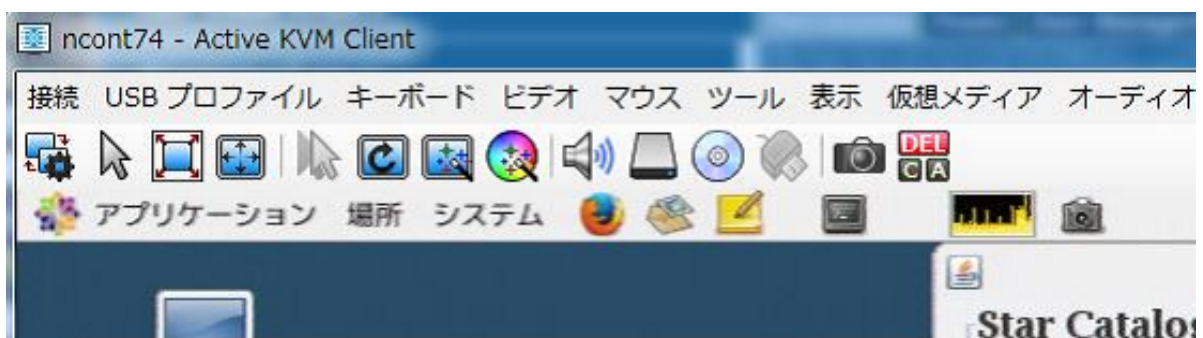 ncont74 - Active KVM Client
接続 USB プロファイル キーボード ビデオ マウス ツール 表示 仮想メディア オーディオ
DEL
C A
アプリケーション 場所 システム
Star Catalog